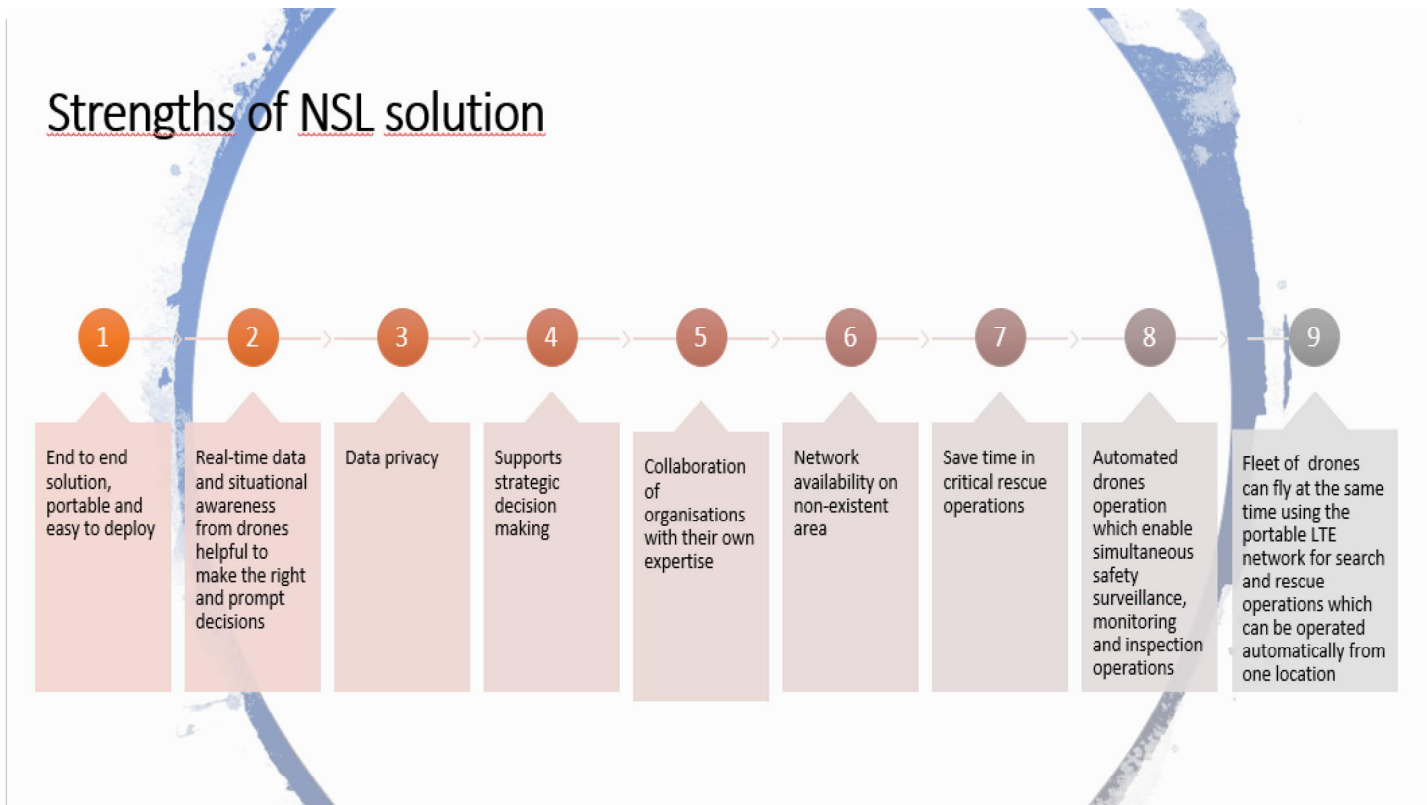 Strengths of NSL solution
1
2
3
4
5
6
7
8
9
End to end
solution,
portable and
easy to deploy
Real-time data
and situational
awareness
from drones
helpful to
make the right
and prompt
decisions
Data privacy
Supports
strategic
decision
making
Collaboration
of
organisations
with their own
expertise
Network
availability on
non-existent
area
Save time in
critical rescue
operations
Automated
drones
operation
which enable
simultaneous
safety
surveillance,
monitoring
and inspection
operations
Fleet of drones
can fly at the same
time using the
portable LTE
network for search
and rescue
operations which
can be operated
automatically from
one location